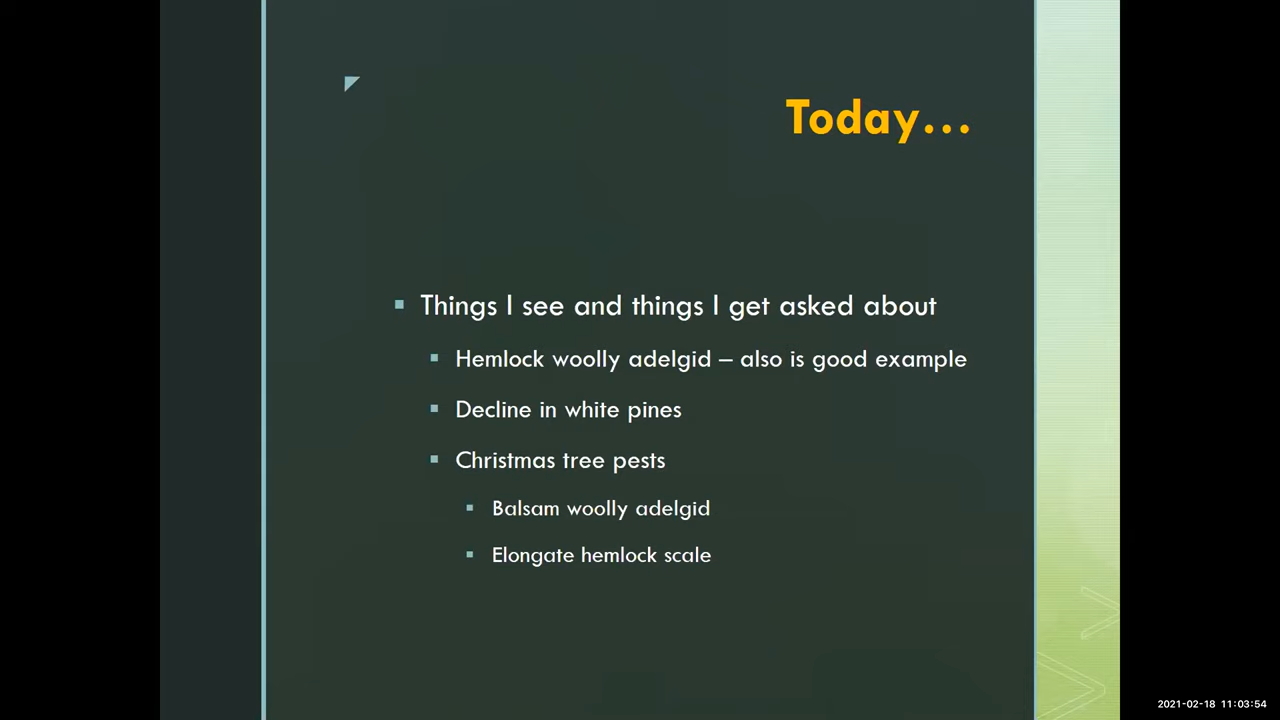 Today…
Things I see and things I get asked about
Hemlock woolly adelgid – also is good example
Decline in white pines
Christmas tree pests
Balsam woolly adelgid
Elongate hemlock scale
2021-02-18 11:03:54